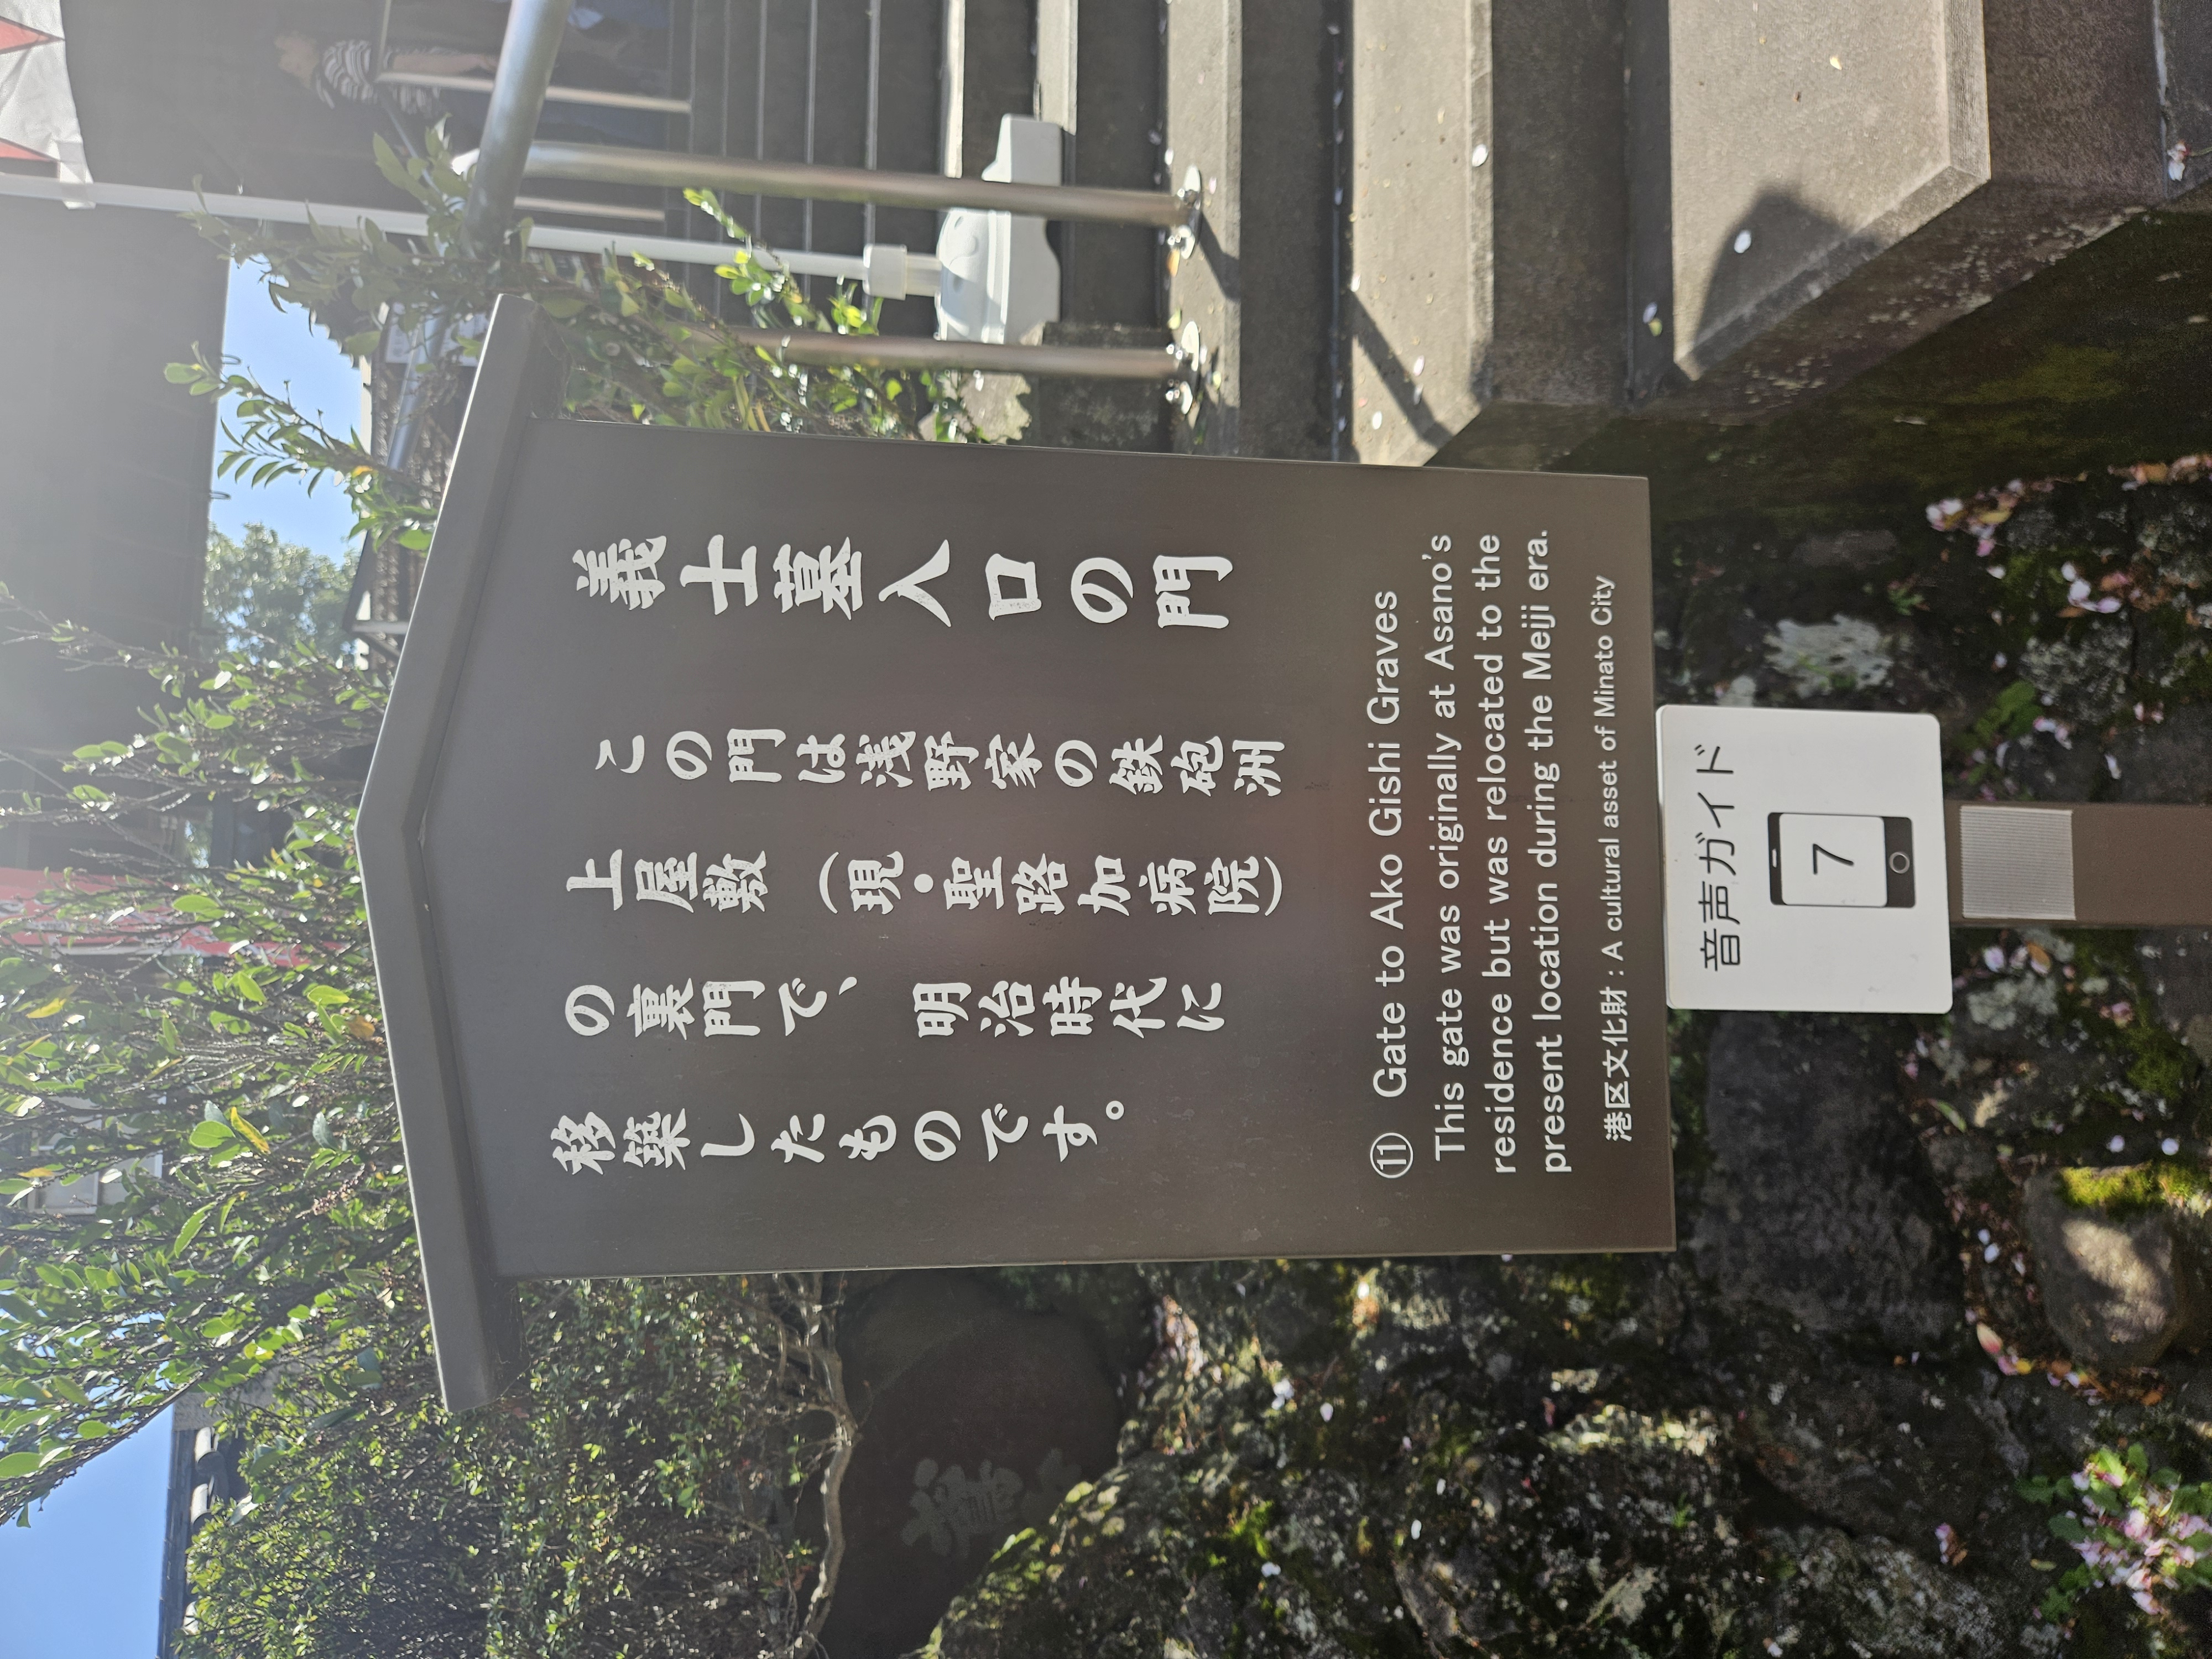 義士墓入口の門
この門は浅野家の鉄砲洲
上屋敷（現・聖路加病院）
の裏門で、明治時代に
移築したものです。
⑪ Gate to Ako Gishi Graves
This gate was originally at Asano's
residence but was relocated to the
present location during the Meiji era.
港区文化財 : A cultural asset of Minato City
音声ガイド
7